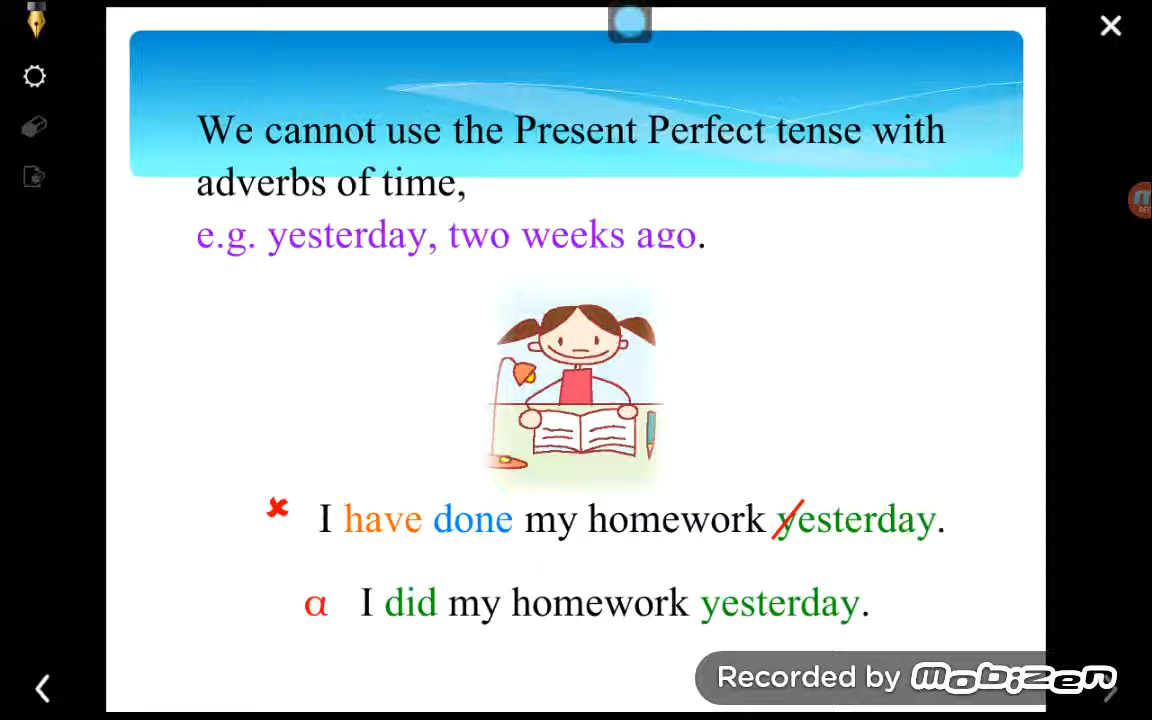 We cannot use the Present Perfect tense with
adverbs of time,
e.g. yesterday, two weeks ago.
✘ I have done my homework yesterday.
α I did my homework yesterday.
Recorded by Mobizen